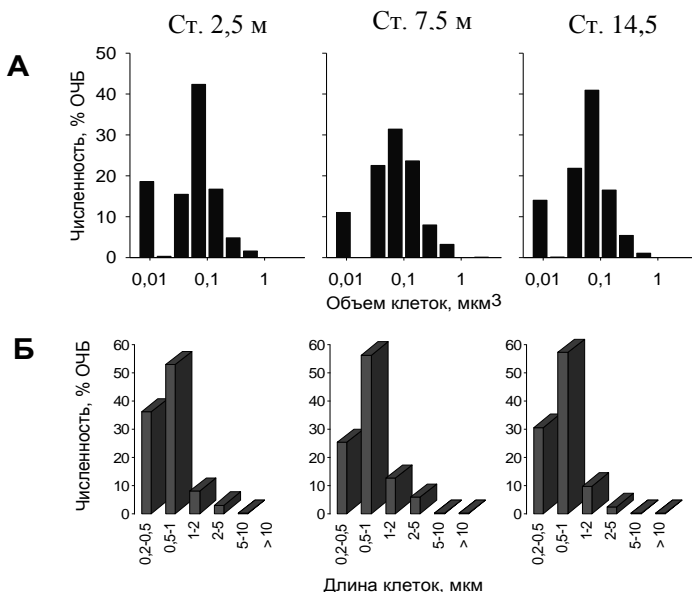 Ст. 2,5 м Ст. 7.5 м Ст. 14,5
А
Численность, % ОЧБ
50
40
30
20
10
0
0,01 0,1 1 0,01 0,1 1 0,01 0,1 1
Объем клеток, мкм3
Б
Численность, % ОЧБ
60 60 60
50 50 50
40 40 40
30 30 30
20 20 20
10 10 10
0 0 0
0,2-0,5 0,5-1 1-2 2-5 5-10 > 10 0,2-0,5 0,5-1 1-2 2-5 5-10 > 10 0,2-0,5 0,5-1 1-2 2-5 5-10 > 10
Длина клеток, мкм